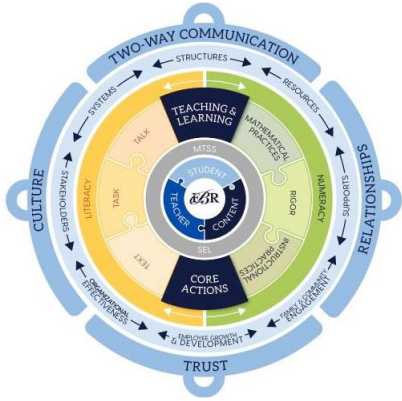 TWO-WAY COMMUNICATION
STRUCTURES
SYSTEMS
RESOURCES
TEACHING &
LEARNING
MATHEMATICAL
PRACTICES
TALK
MTSS
STUDENT
CULTURE
STAKEHOLDERS
LITERACY
TASK
TEACHER
EBR
CONTENT
RIGOR
NUMERACY
SUPPORTS
RELATIONSHIPS
TEXT
SEL
INSTRUCTIONAL
PRACTICES
CORE
ACTIONS
ORGANIZATIONAL
EFFECTIVENESS
FAMILY & COMMUNITY
ENGAGEMENT
EMPLOYEE GROWTH
& DEVELOPMENT
TRUST